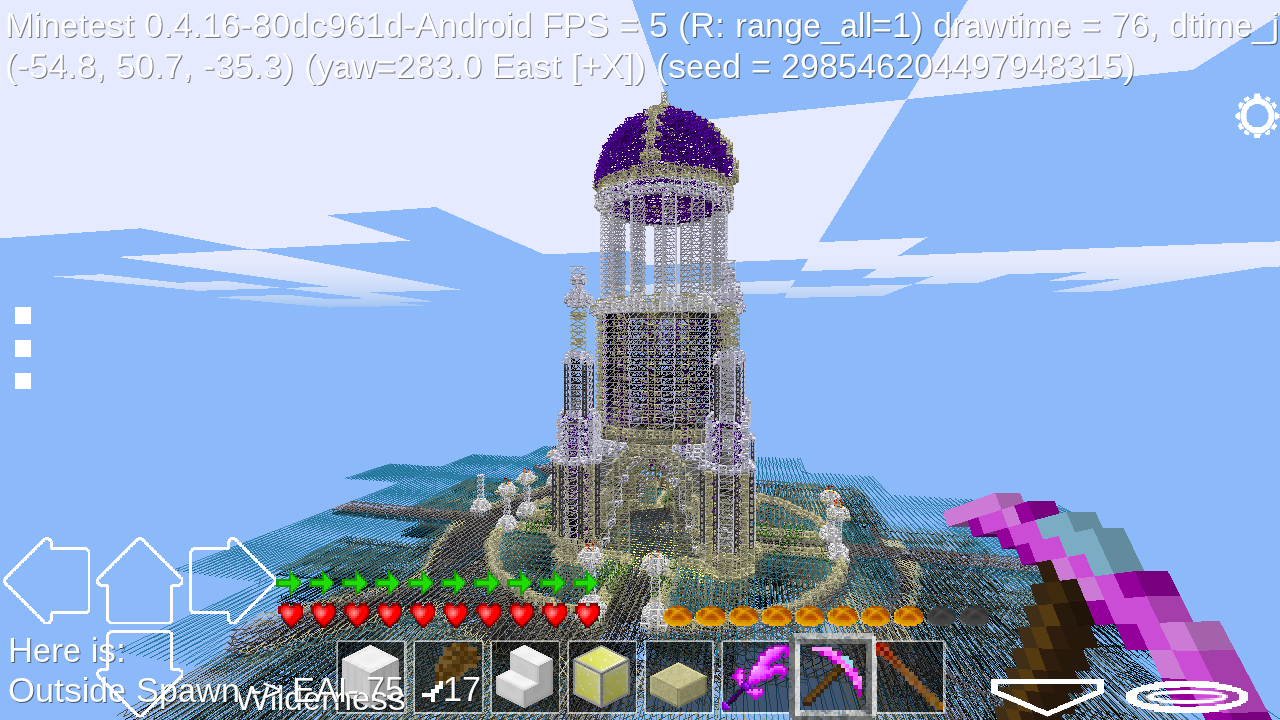 Minetest 0.4.16-80dc961d-Android FPS = 5 (R: range_all=1) drawtime = 76, dtime_j
(-54.8, 50.7, -35.3) (yaw=283.0 East [+X]) (seed = 298546204497948315)
Here is:
Outside Spawn -> EAL 75
Wilderness
17